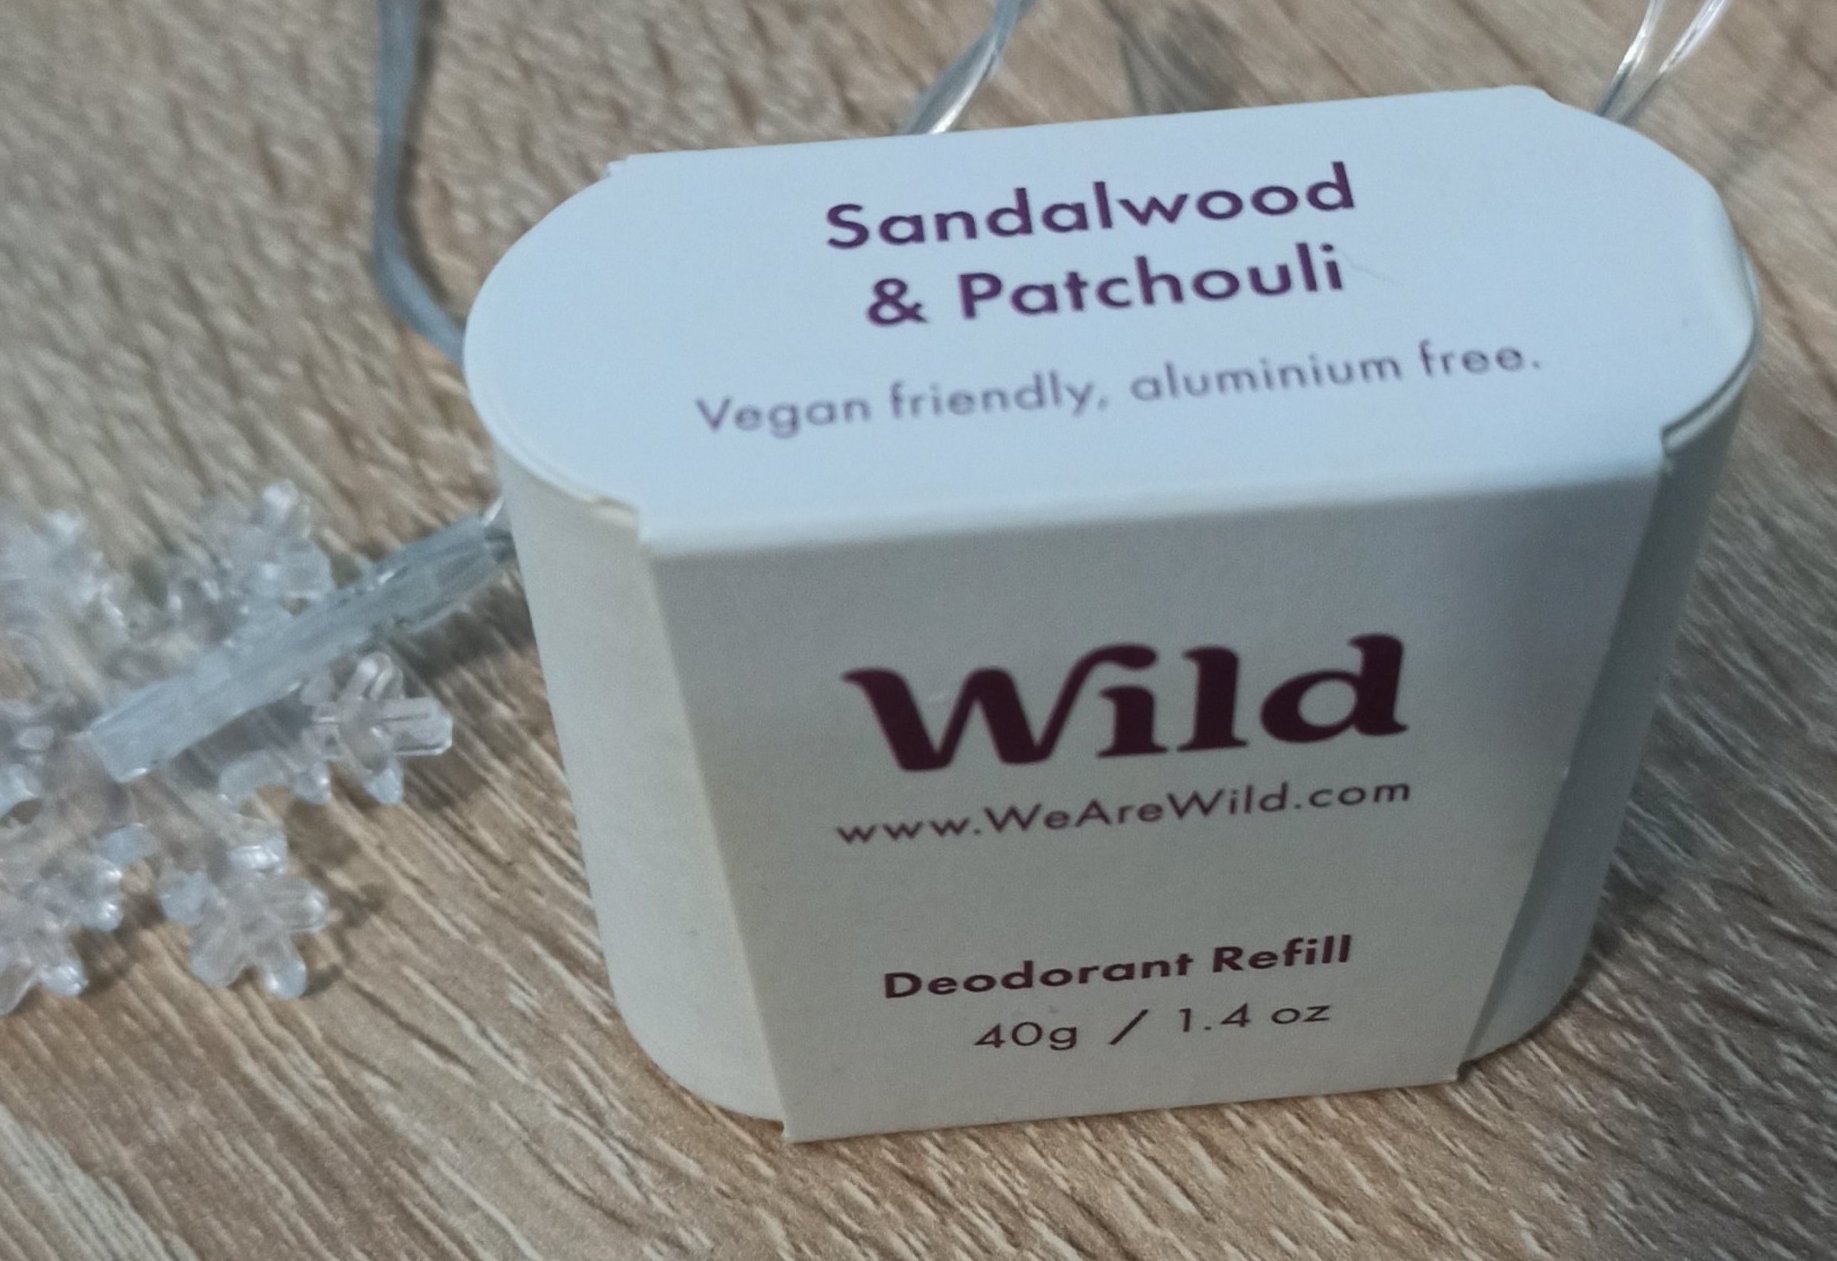 Sandalwood
& Patchouli
Vegan friendly, aluminium free.
Wild
www.WeAreWild.com
Deodorant Refill
40g / 1.4 oz